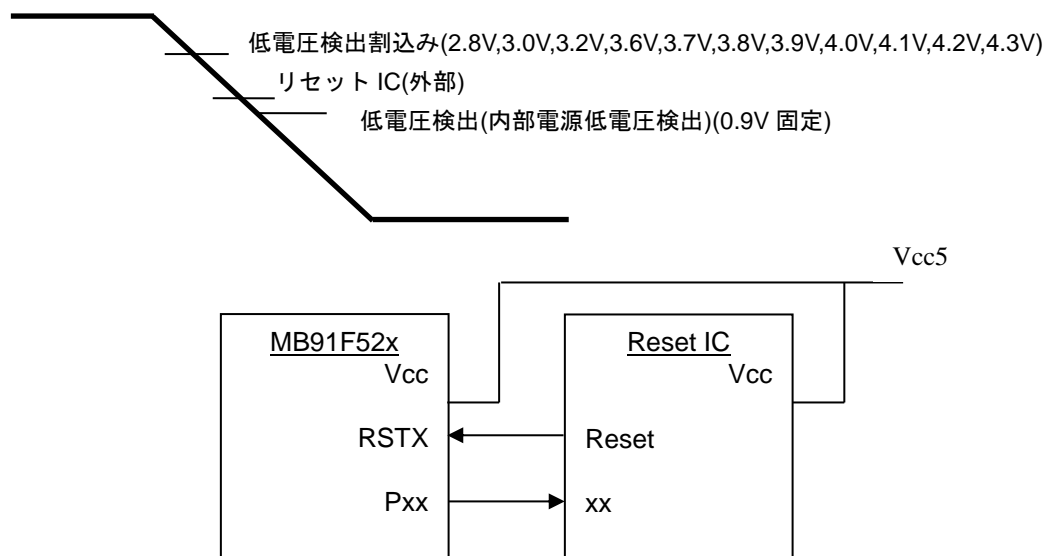 低電圧検出割込み(2.8V,3.0V,3.2V,3.6V,3.7V,3.8V,3.9V,4.0V,4.1V,4.2V,4.3V)
リセット IC(外部)
低電圧検出(内部電源低電圧検出)(0.9V 固定)
Vcc5
MB91F52x
Reset IC
Vcc
Vcc
RSTX
Reset
Pxx
xx